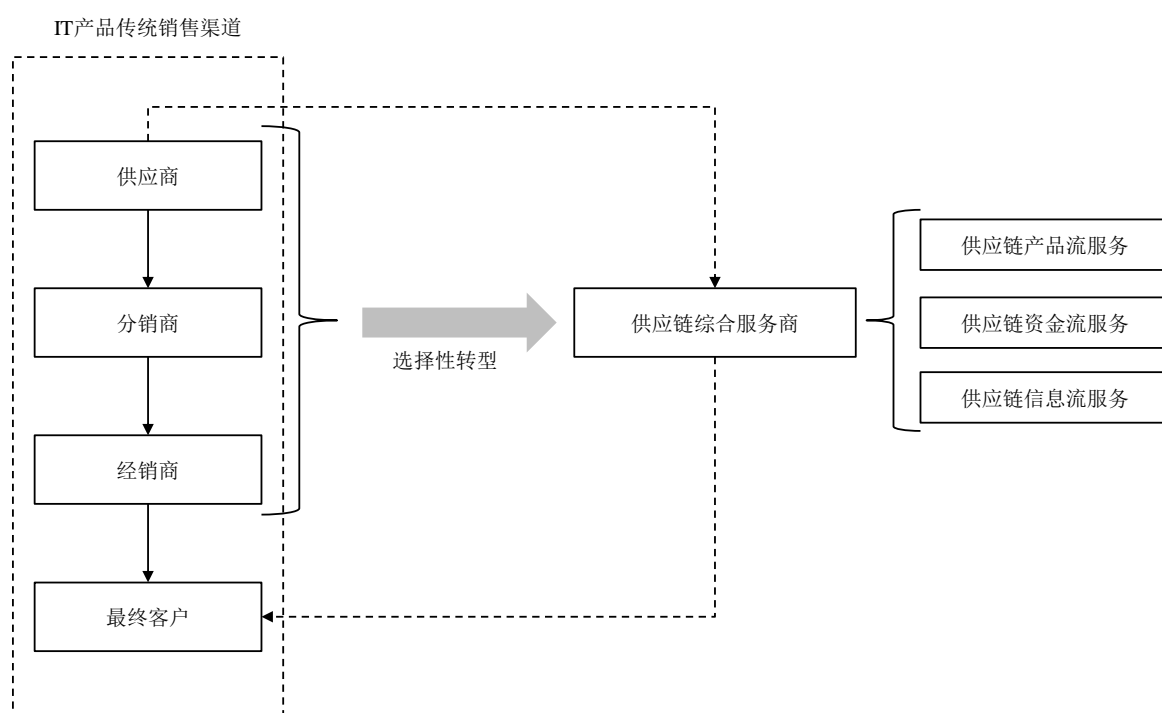 IT产品传统销售渠道
供应商
分销商
经销商
最终客户
选择性转型
供应链综合服务商
供应链产品流服务
供应链资金流服务
供应链信息流服务